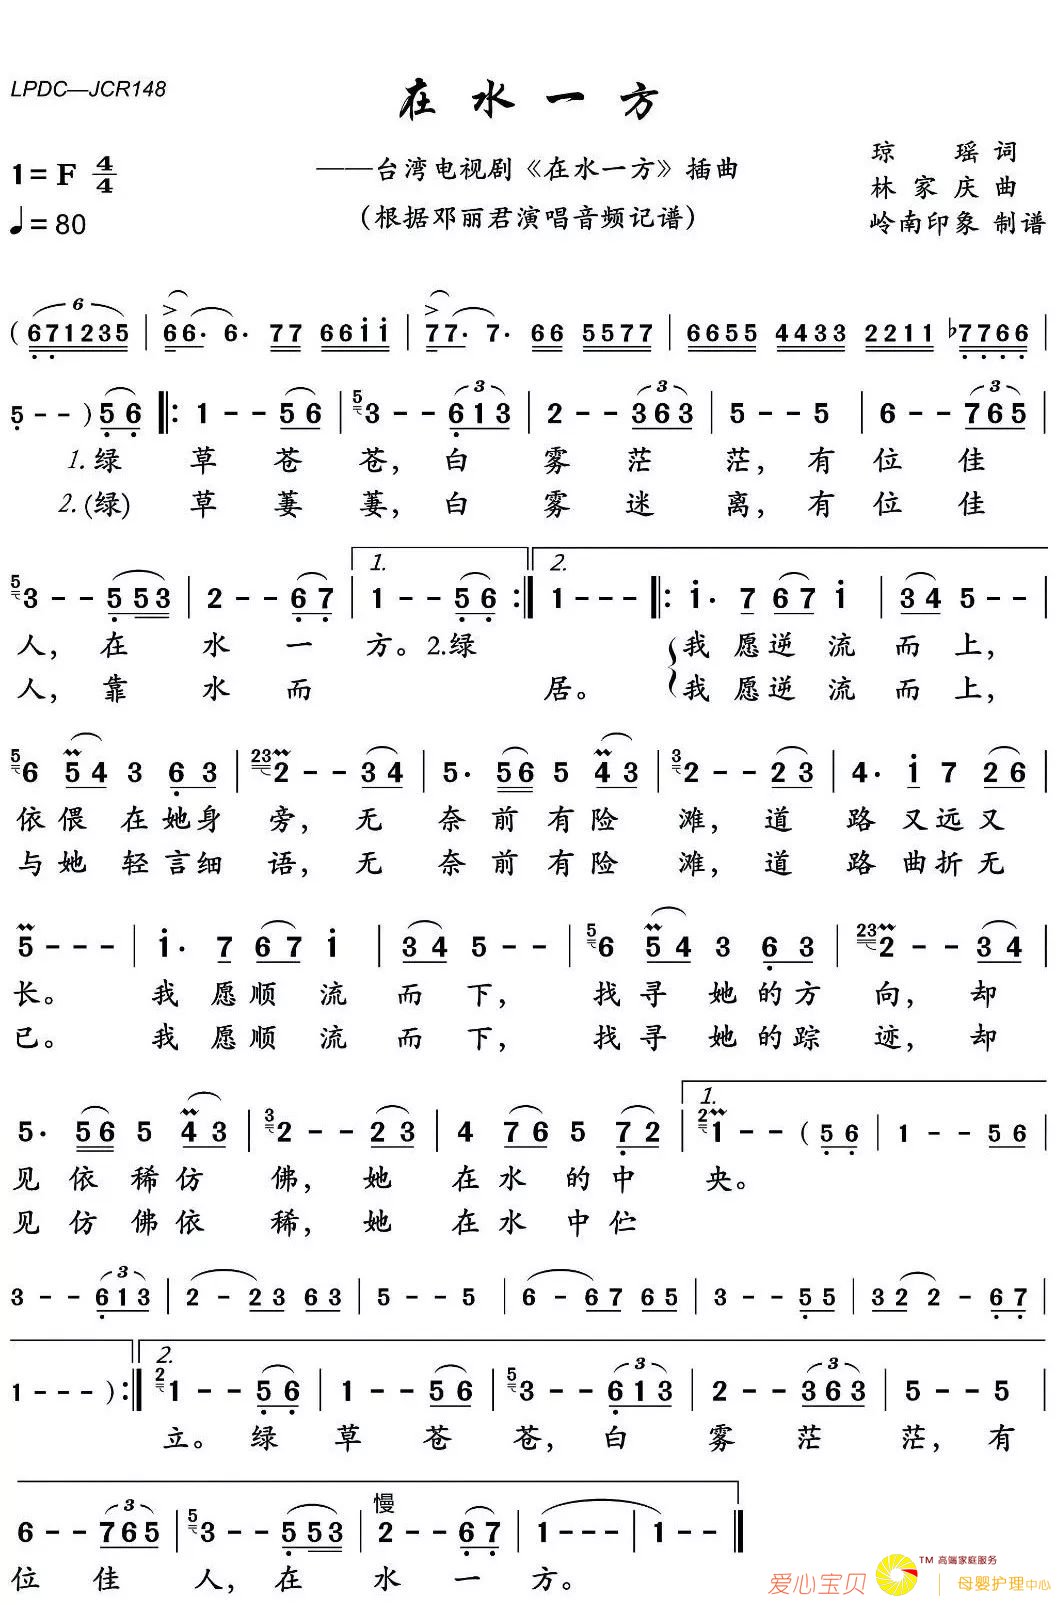 LPDC—JCR148
在水一方
1=F 4/4
——台湾电视剧《在水一方》插曲
琼 瑶 词
♩=80
(根据邓丽君演唱音频记谱)
林家庆 曲
岭南印象 制谱
6
( 671235 | > 66· 6· 77 66i̇i̇ | > 77· 7· 66 5577 | 6655 4433 2211 ♭7766
5 - - ) 56 ‖: 1 - - 56 | 5 3 - - 613 | 2 - - 363 | 5 - - 5 | 6 - - 765 |
1.绿 草 苍 苍, 白 雾 茫 茫, 有 位 佳
2.(绿) 草 萋 萋, 白 雾 迷 离, 有 位 佳
1. 2.
5 3 - - 5 53 | 2 - - 67 | 1 - - 56 :‖ 1 - - - ‖: i̇· 7 67 i̇ | 34 5 - - |
人, 在 水 一 方。2.绿 我 愿逆 流 而 上,
人, 靠 水 而 居。 我 愿逆 流 而 上,
5 6 54 3 63 | 23 2 - - 34 | 5· 56 5 43 | 3 2 - - 23 | 4· i̇ 7 26 |
依偎 在她身 旁, 无 奈前有险 滩, 道 路又远又
与她 轻言细 语, 无 奈前有险 滩, 道 路曲折无
5 - - - | i̇· 7 67 i̇ | 34 5 - - | 5 6 54 3 63 | 23 2 - - 34 |
长。 我 愿顺 流 而 下, 找寻 她的方 向, 却
已。 我 愿顺 流 而 下, 找寻 她的踪 迹, 却
1.
5· 56 5 43 | 3 2 - - 23 | 4 76 5 72 | 2 1 - - ( 56 | 1 - - 56 |
见依稀仿 佛, 她 在水的中 央。
见仿佛依 稀, 她 在水中伫
3 - - 613 | 2 - 23 63 | 5 - - 5 | 6 - 67 65 | 3 - - 55 | 32 2 - 67 |
2.
1 - - - ) :‖ 2 1 - - 56 | 1 - - 56 | 5 3 - - 613 | 2 - - 363 | 5 - - 5 |
立。 绿 草 苍 苍, 白 雾 茫 茫, 有
慢
6 - - 765 | 5 3 - - 5 53 | 2 - - 67 | 1 - - - | 1 - - ‖
位 佳 人, 在 水 一 方。
爱心宝贝
TM 高端家庭服务
母婴护理中心